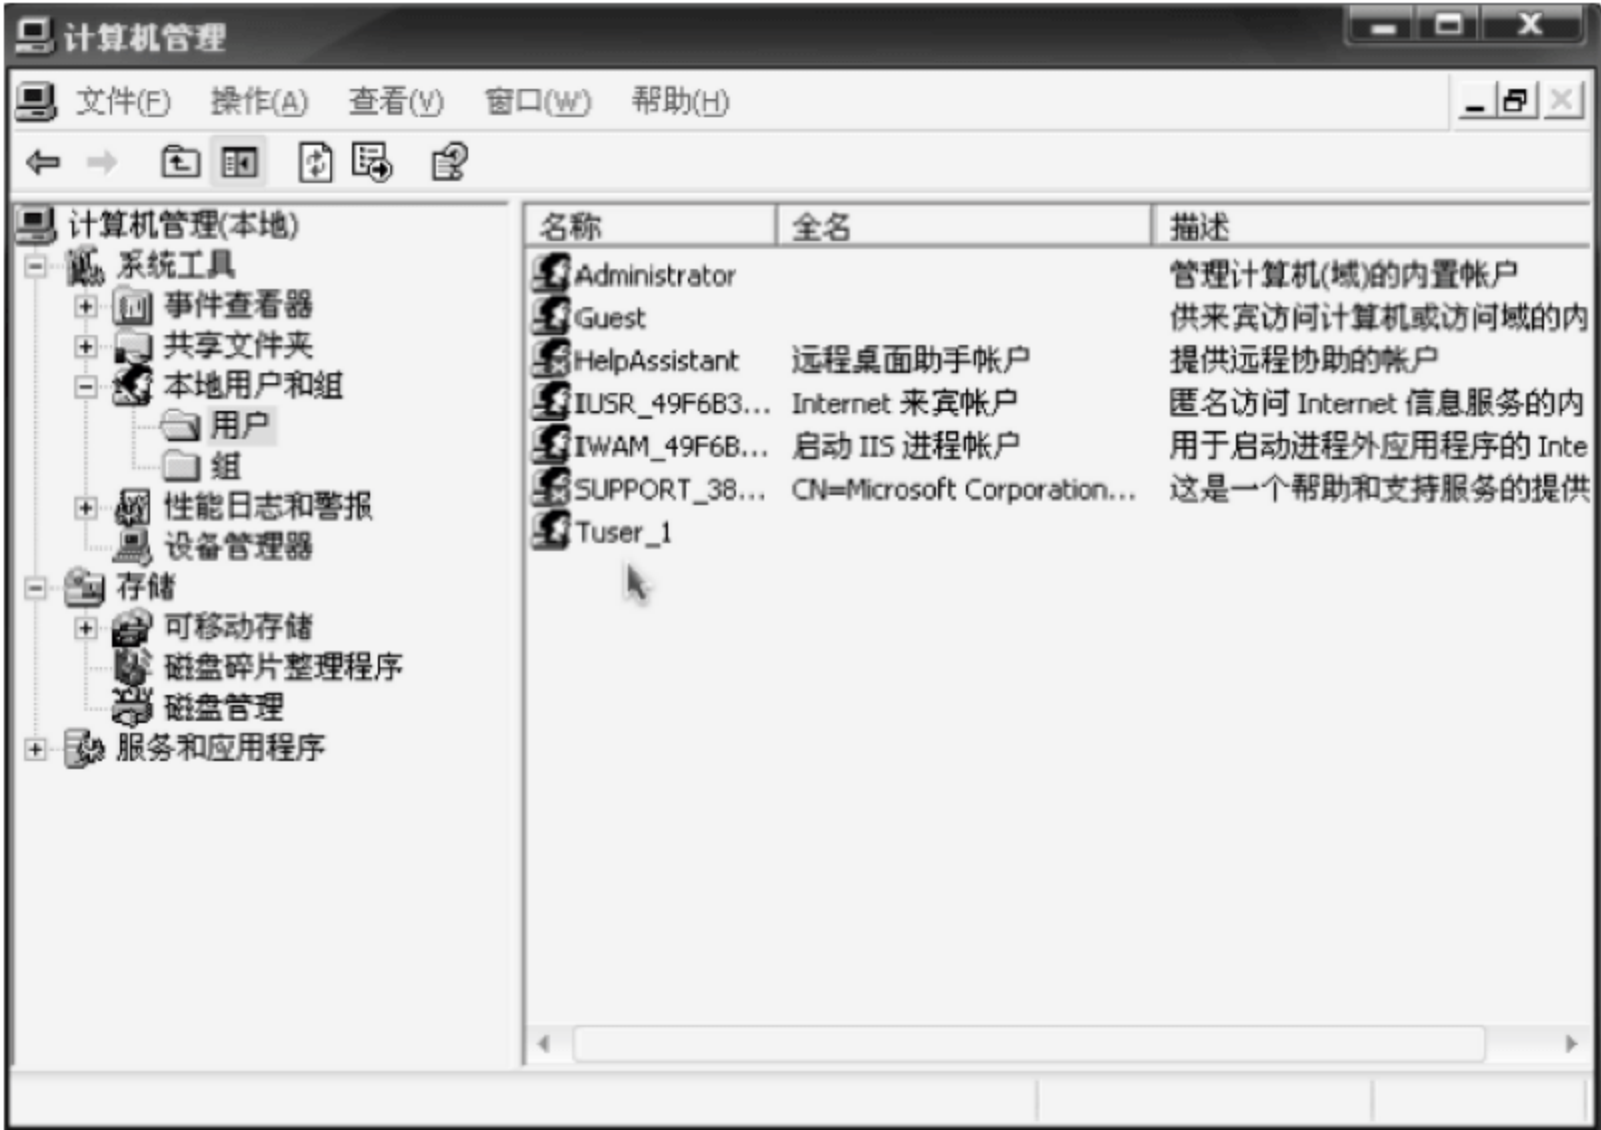 计算机管理
文件(F) 操作(A) 查看(V) 窗口(W) 帮助(H)
计算机管理(本地)
系统工具
事件查看器
共享文件夹
本地用户和组
用户
组
性能日志和警报
设备管理器
存储
可移动存储
磁盘碎片整理程序
磁盘管理
服务和应用程序
名称 全名 描述
Administrator 管理计算机(域)的内置帐户
Guest 供来宾访问计算机或访问域的内
HelpAssistant 远程桌面助手帐户 提供远程协助的帐户
IUSR_49F6B3... Internet 来宾帐户 匿名访问 Internet 信息服务的内
IWAM_49F6B... 启动 IIS 进程帐户 用于启动进程外应用程序的 Inte
SUPPORT_38... CN=Microsoft Corporation... 这是一个帮助和支持服务的提供
Tuser_1